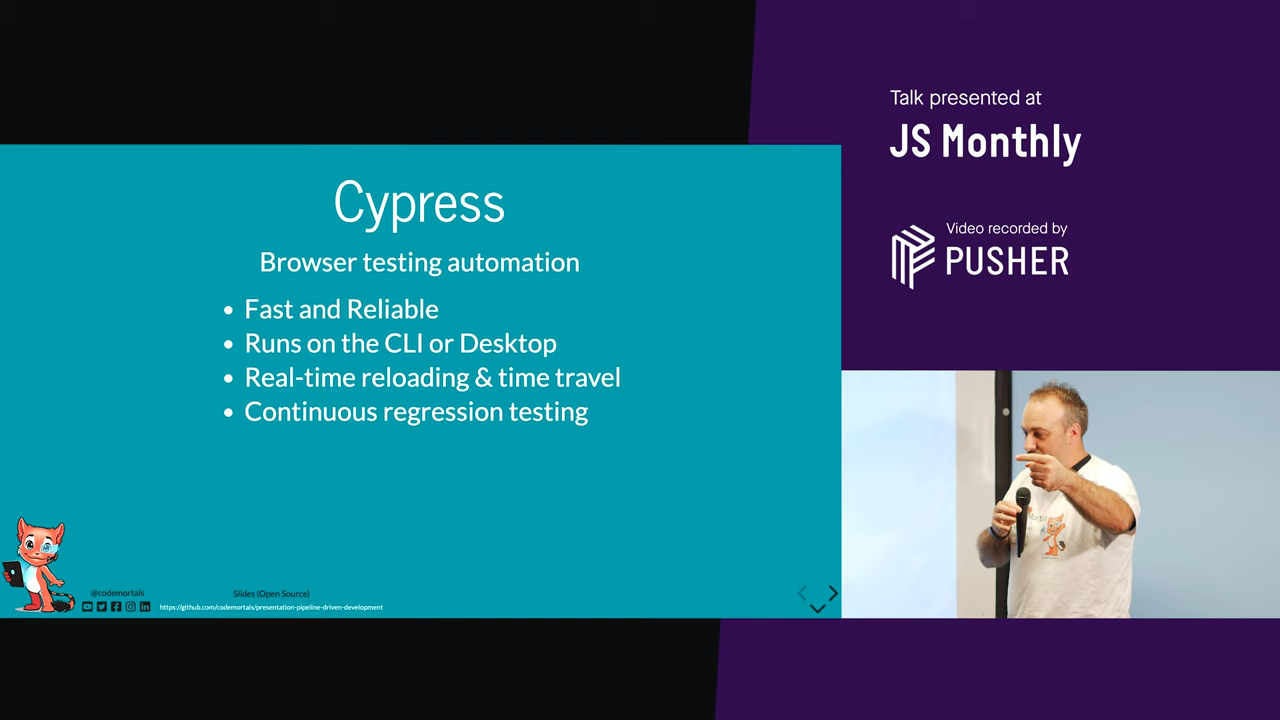 Talk presented at
JS Monthly
Video recorded by
PUSHER
Cypress
Browser testing automation
• Fast and Reliable
• Runs on the CLI or Desktop
• Real-time reloading & time travel
• Continuous regression testing
@codemortals
Slides (Open Source)
https://github.com/codemortals/presentation-pipeline-driven-development